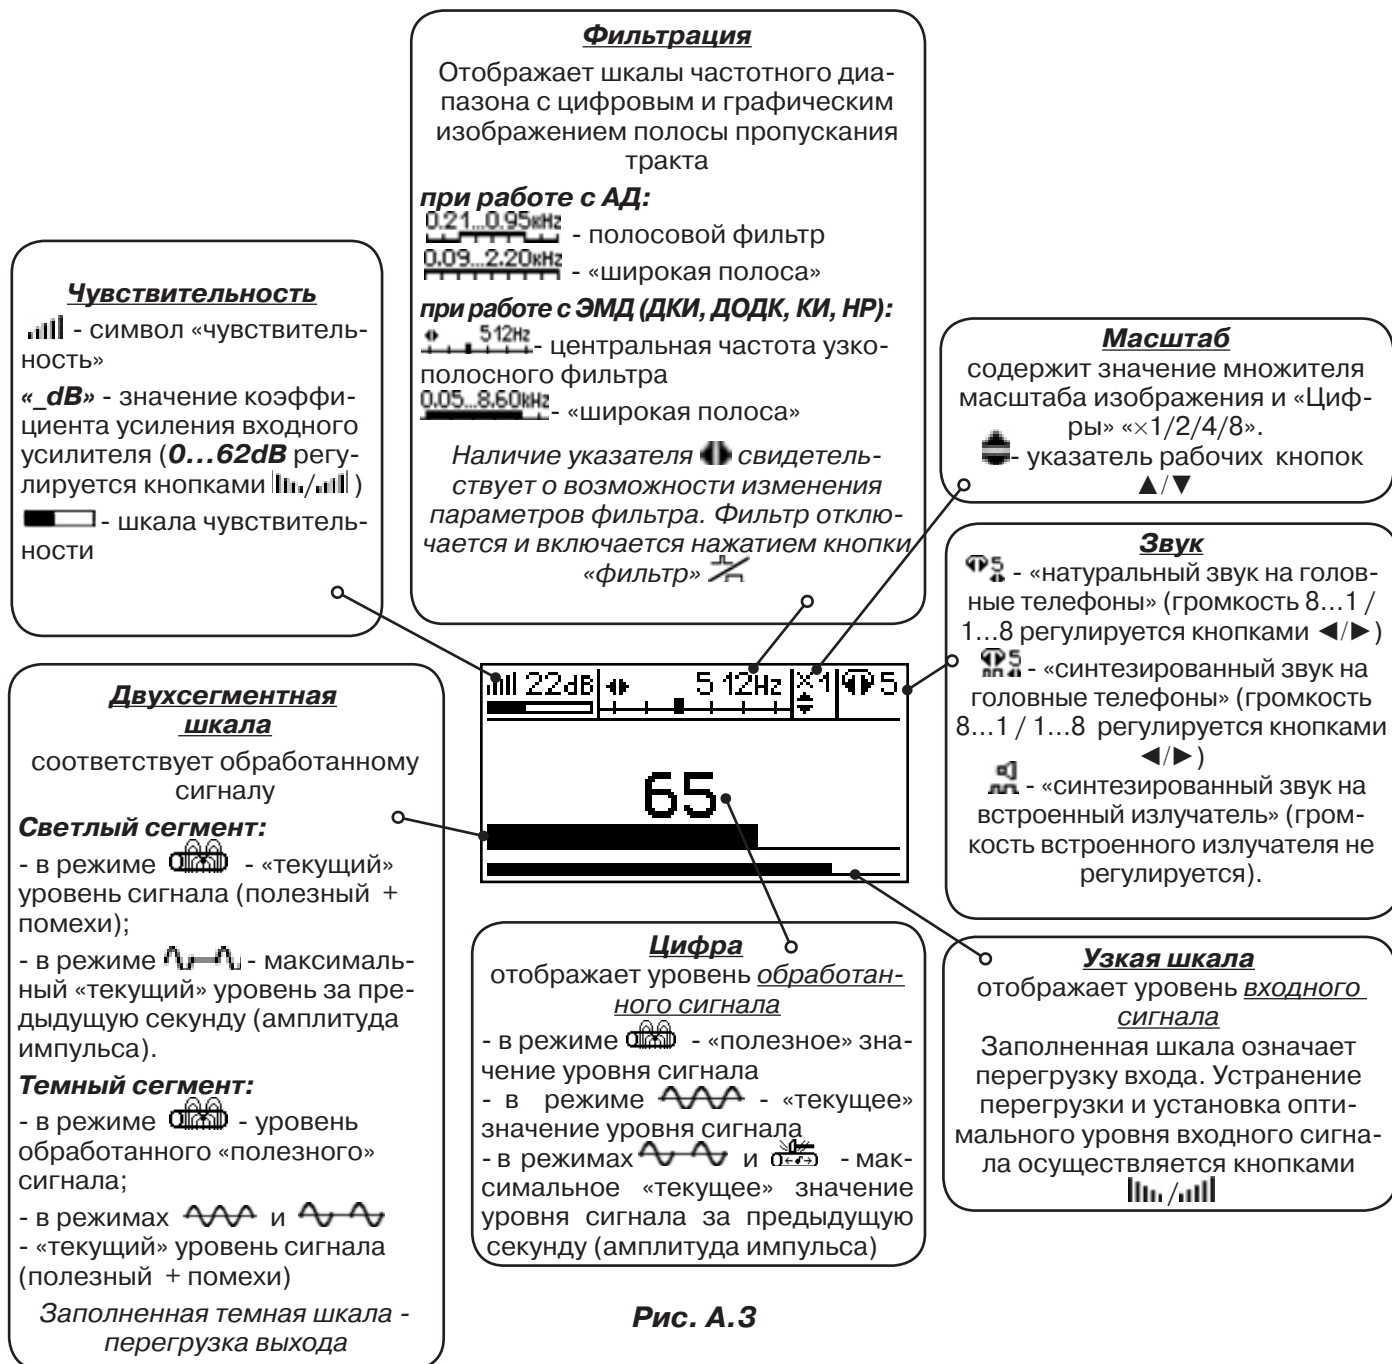 Фильтрация
Отображает шкалы частотного диа-
пазона с цифровым и графическим
изображением полосы пропускания
тракта
при работе с АД:
0.21...0.95кHz - полосовой фильтр
0.09...2.20кHz - «широкая полоса»
при работе с ЭМД (ДКИ, ДОДК, КИ, НР):
512Hz - центральная частота узко-
полосного фильтра
0.05...8.60кHz - «широкая полоса»
Наличие указателя свидетель-
ствует о возможности изменения
параметров фильтра. Фильтр отклю-
чается и включается нажатием кнопки
«фильтр»
Чувствительность
- символ «чувствитель-
ность»
«_dB» - значение коэффи-
циента усиления входного
усилителя (0...62dB регу-
лируется кнопками / )
- шкала чувствитель-
ности
Масштаб
содержит значение множителя
масштаба изображения и «Циф-
ры» «×1/2/4/8».
- указатель рабочих кнопок
▲/▼
Звук
5 - «натуральный звук на голов-
ные телефоны» (громкость 8...1 /
1...8 регулируется кнопками ◄/►)
5 - «синтезированный звук на
головные телефоны» (громкость
8...1 / 1...8 регулируется кнопками
◄/►)
- «синтезированный звук на
встроенный излучатель» (гром-
кость встроенного излучателя не
регулируется).
22dB 512Hz ×1 5
65
Двухсегментная
шкала
соответствует обработанному
сигналу
Светлый сегмент:
- в режиме - «текущий»
уровень сигнала (полезный +
помехи);
- в режиме - максималь-
ный «текущий» уровень за пре-
дыдущую секунду (амплитуда
импульса).
Темный сегмент:
- в режиме - уровень
обработанного «полезного»
сигнала;
- в режимах и
- «текущий» уровень сигнала
(полезный + помехи)
Заполненная темная шкала -
перегрузка выхода
Цифра
отображает уровень обработан-
ного сигнала
- в режиме - «полезное» зна-
чение уровня сигнала
- в режиме - «текущее»
значение уровня сигнала
- в режимах и - мак-
симальное «текущее» значение
уровня сигнала за предыдущую
секунду (амплитуда импульса)
Узкая шкала
отображает уровень входного
сигнала
Заполненная шкала означает
перегрузку входа. Устранение
перегрузки и установка опти-
мального уровня входного сигна-
ла осуществляется кнопками
/
Рис. А.3